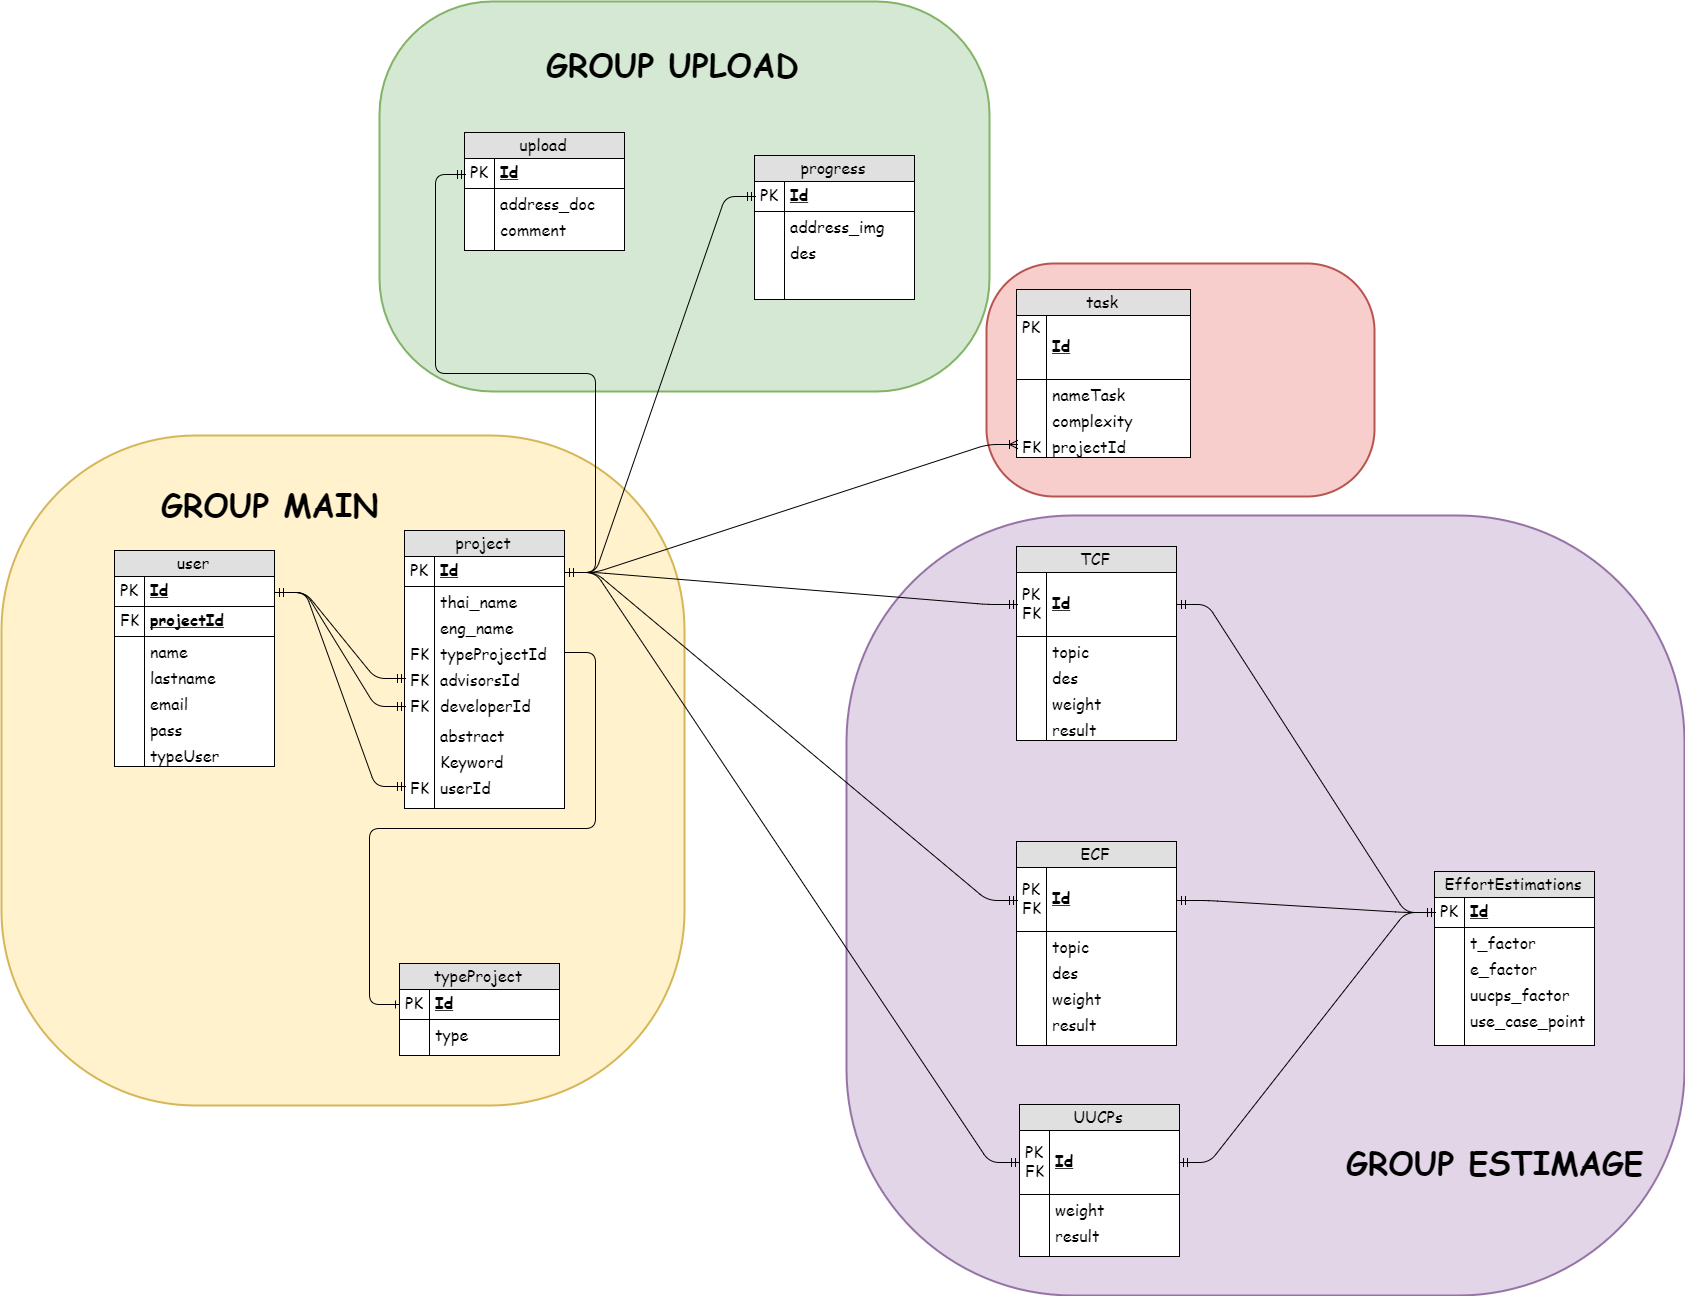 GROUP UPLOAD
upload
PK Id
address_doc
comment
progress
PK Id
address_img
des
task
PK
Id
nameTask
complexity
FK projectId
GROUP MAIN
user
PK Id
FK projectId
name
lastname
email
pass
typeUser
project
PK Id
thai_name
eng_name
FK typeProjectId
FK advisorsId
FK developerId
abstract
Keyword
FK userId
typeProject
PK Id
type
TCF
PK
FK
Id
topic
des
weight
result
ECF
PK
FK
Id
topic
des
weight
result
EffortEstimations
PK Id
t_factor
e_factor
uucps_factor
use_case_point
UUCPs
PK
FK
Id
weight
result
GROUP ESTIMAGE